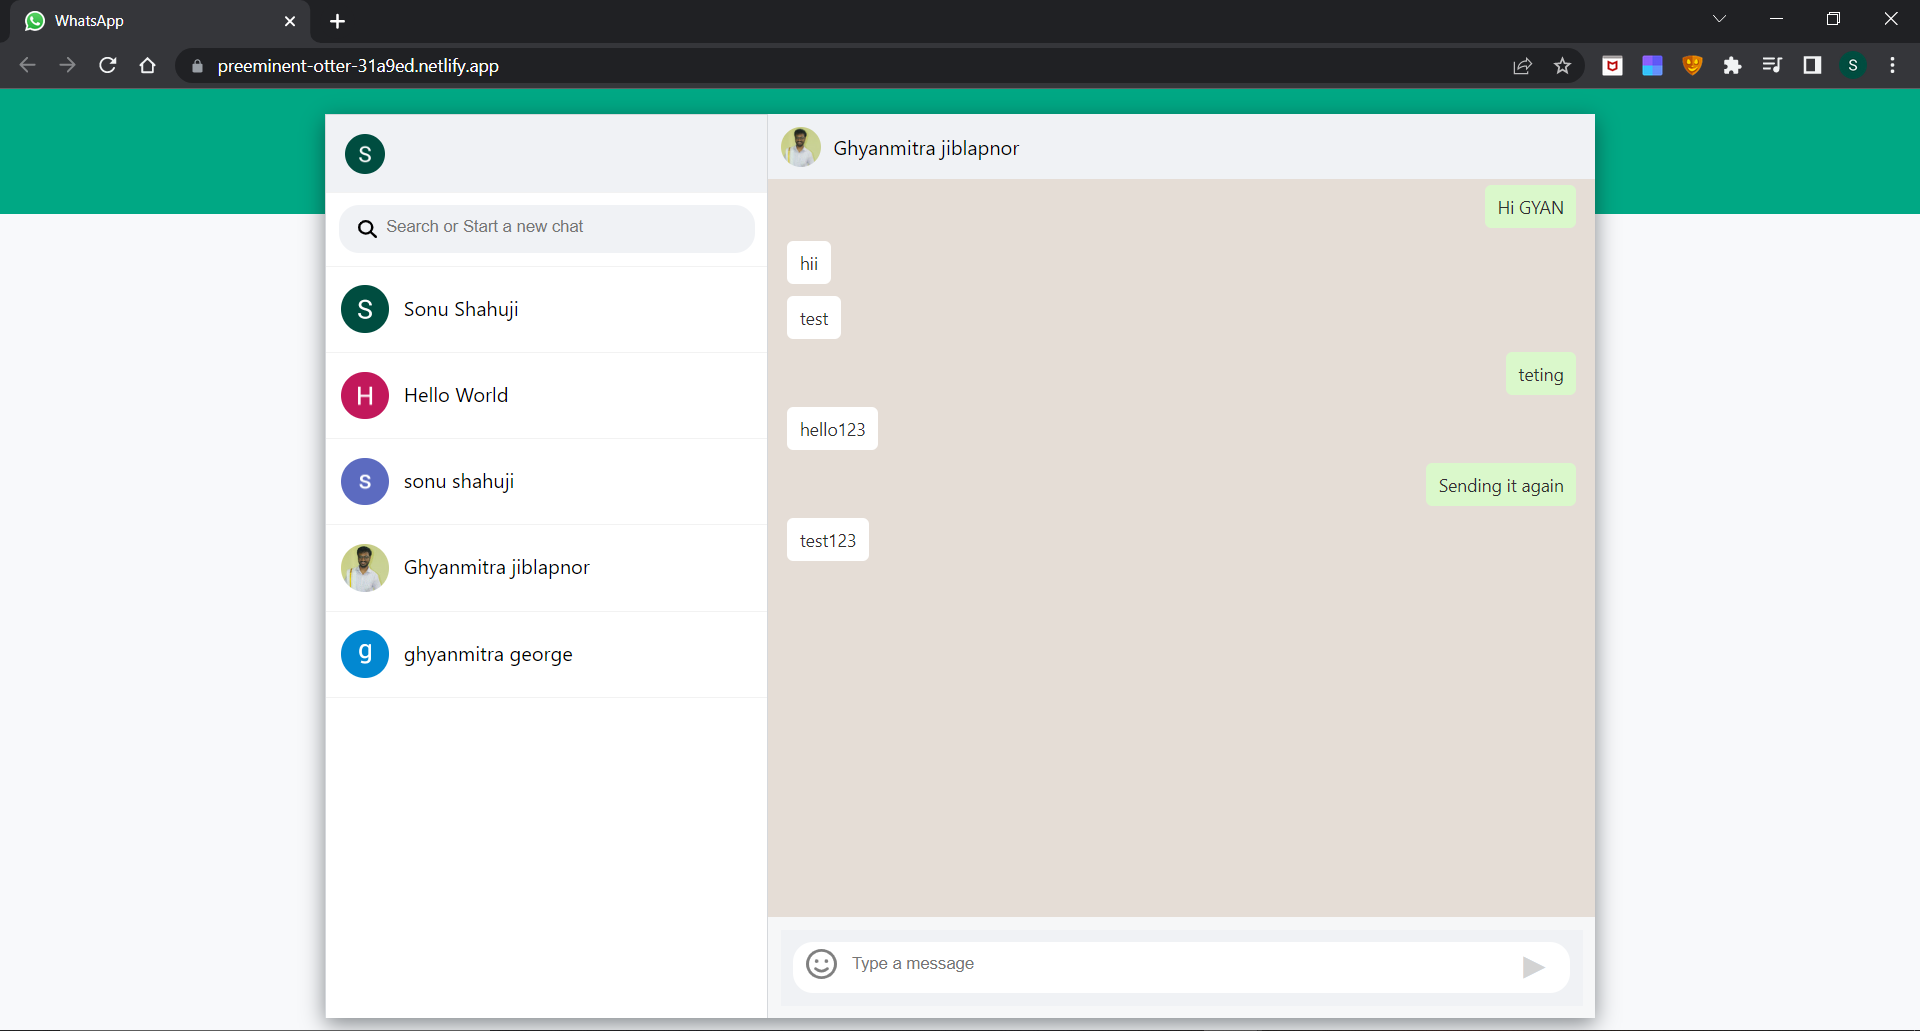 WhatsApp
preeminent-otter-31a9ed.netlify.app
S
S
Search or Start a new chat
S
Sonu Shahuji
H
Hello World
s
sonu shahuji
Ghyanmitra jiblapnor
g
ghyanmitra george
Ghyanmitra jiblapnor
Hi GYAN
hii
test
teting
hello123
Sending it again
test123
Type a message